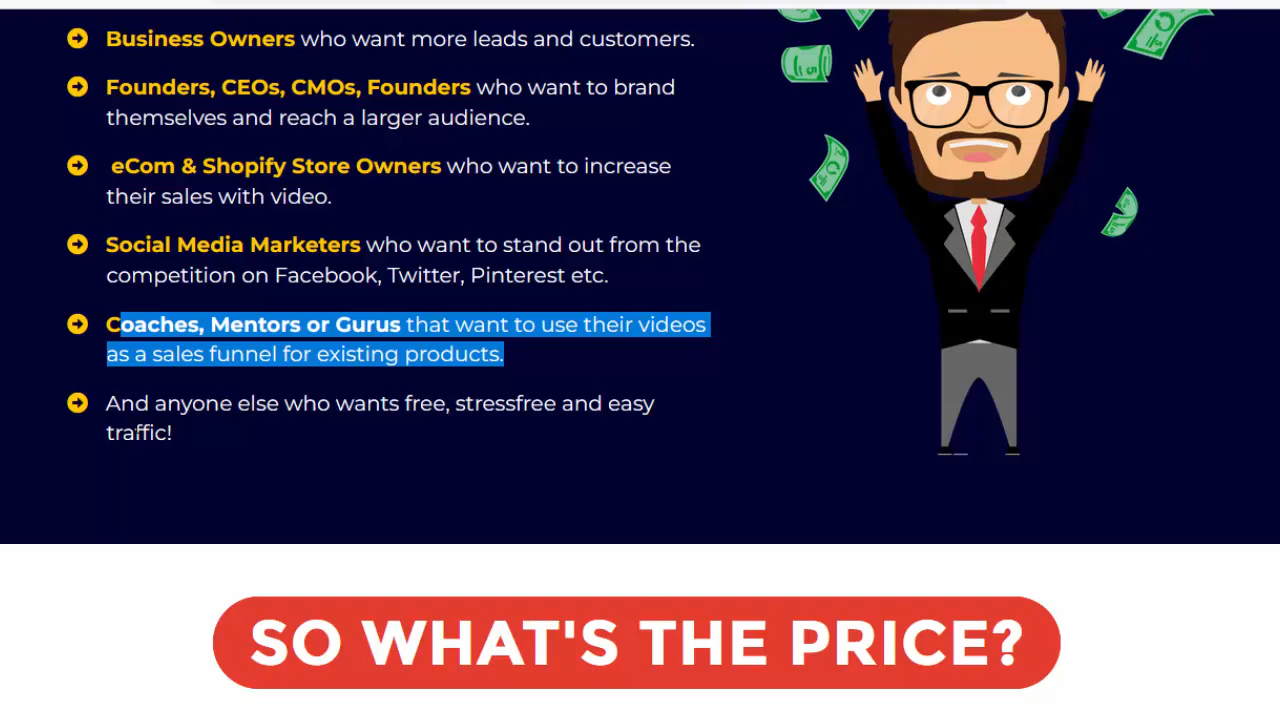 Business Owners who want more leads and customers.
Founders, CEOs, CMOs, Founders who want to brand
themselves and reach a larger audience.
eCom & Shopify Store Owners who want to increase
their sales with video.
Social Media Marketers who want to stand out from the
competition on Facebook, Twitter, Pinterest etc.
Coaches, Mentors or Gurus that want to use their videos
as a sales funnel for existing products.
And anyone else who wants free, stressfree and easy
traffic!
SO WHAT'S THE PRICE?